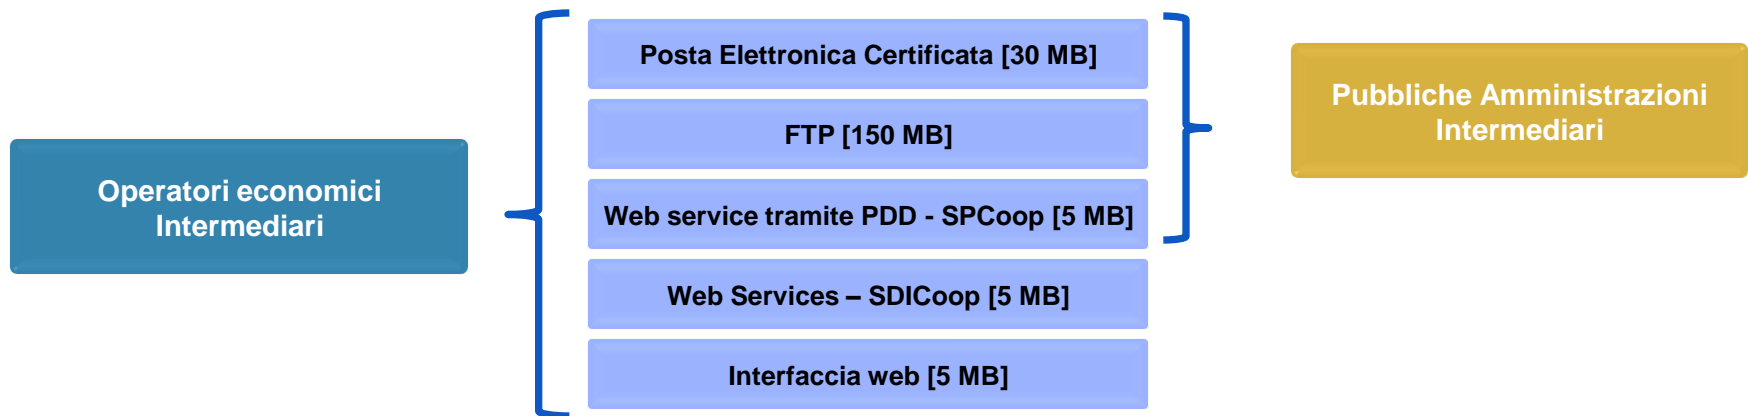 Operatori economici
Intermediari
Posta Elettronica Certificata [30 MB]
FTP [150 MB]
Web service tramite PDD - SPCoop [5 MB]
Web Services – SDICoop [5 MB]
Interfaccia web [5 MB]
Pubbliche Amministrazioni
Intermediari